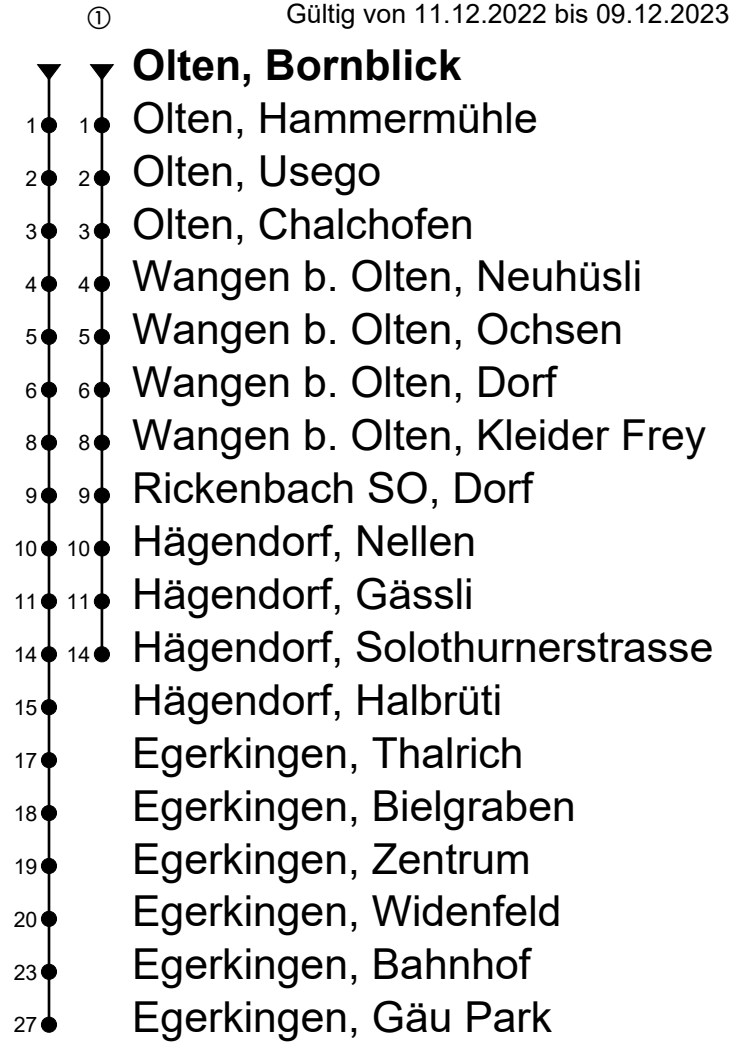 ① Gültig von 11.12.2022 bis 09.12.2023
Olten, Bornblick
1 1 Olten, Hammermühle
2 2 Olten, Usego
3 3 Olten, Chalchofen
4 4 Wangen b. Olten, Neuhüsli
5 5 Wangen b. Olten, Ochsen
6 6 Wangen b. Olten, Dorf
8 8 Wangen b. Olten, Kleider Frey
9 9 Rickenbach SO, Dorf
10 10 Hägendorf, Nellen
11 11 Hägendorf, Gässli
14 14 Hägendorf, Solothurnerstrasse
15 Hägendorf, Halbrüti
17 Egerkingen, Thalrich
18 Egerkingen, Bielgraben
19 Egerkingen, Zentrum
20 Egerkingen, Widenfeld
23 Egerkingen, Bahnhof
27 Egerkingen, Gäu Park